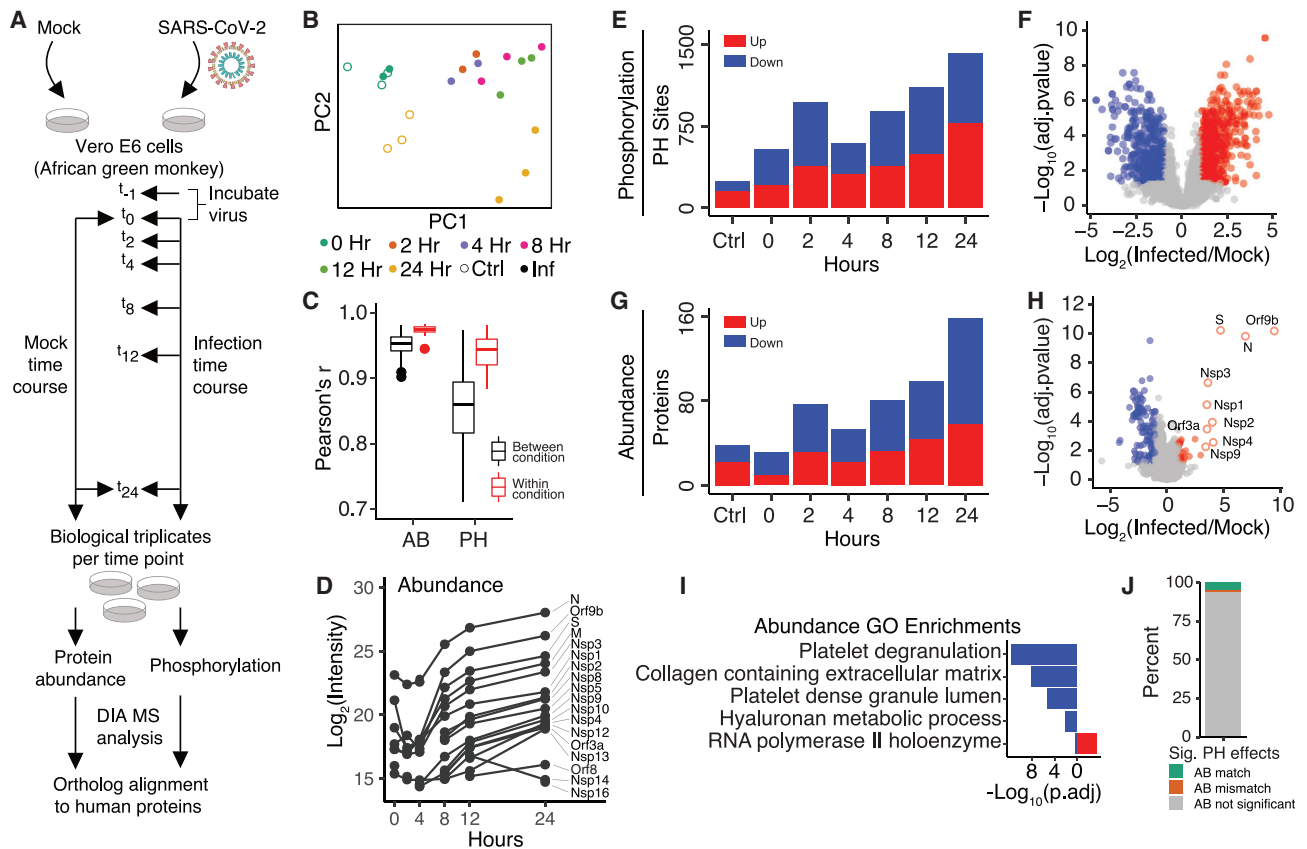 A
Mock
SARS-CoV-2
Vero E6 cells
(African green monkey)
t-1
t0
t2
t4
t8
t12
t24
Incubate
virus
Mock
time
course
Infection
time
course
Biological triplicates
per time point
Protein
abundance
Phosphorylation
DIA MS
analysis
Ortholog alignment
to human proteins
B
PC2
PC1
0 Hr
2 Hr
4 Hr
8 Hr
12 Hr
24 Hr
Ctrl
Inf
C
Pearson's r
1.0
0.9
0.8
0.7
AB
PH
Between
condition
Within
condition
D
Abundance
Log2(Intensity)
30
25
20
15
0
4
8
12
24
Hours
N
Orf9b
S
M
Nsp3
Nsp1
Nsp2
Nsp8
Nsp5
Nsp9
Nsp10
Nsp4
Nsp12
Orf3a
Nsp13
Orf8
Nsp14
Nsp16
E
Phosphorylation
PH Sites
1500
750
0
Up
Down
Ctrl
0
2
4
8
12
24
Hours
F
−Log10(adj.pvalue)
10
8
6
4
2
0
−5
−2.5
0
2.5
5
Log2(Infected/Mock)
G
Abundance
Proteins
160
80
0
Up
Down
Ctrl
0
2
4
8
12
24
Hours
H
−Log10(adj.pvalue)
12
10
8
6
4
2
0
S
Orf9b
N
Nsp3
Nsp1
Nsp2
Orf3a
Nsp4
Nsp9
−5
0
5
10
Log2(Infected/Mock)
I
Abundance GO Enrichments
Platelet degranulation
Collagen containing extracellular matrix
Platelet dense granule lumen
Hyaluronan metabolic process
RNA polymerase II holoenzyme
8
4
0
-Log10(p.adj)
J
Percent
100
75
50
25
0
Sig. PH effects
AB match
AB mismatch
AB not significant